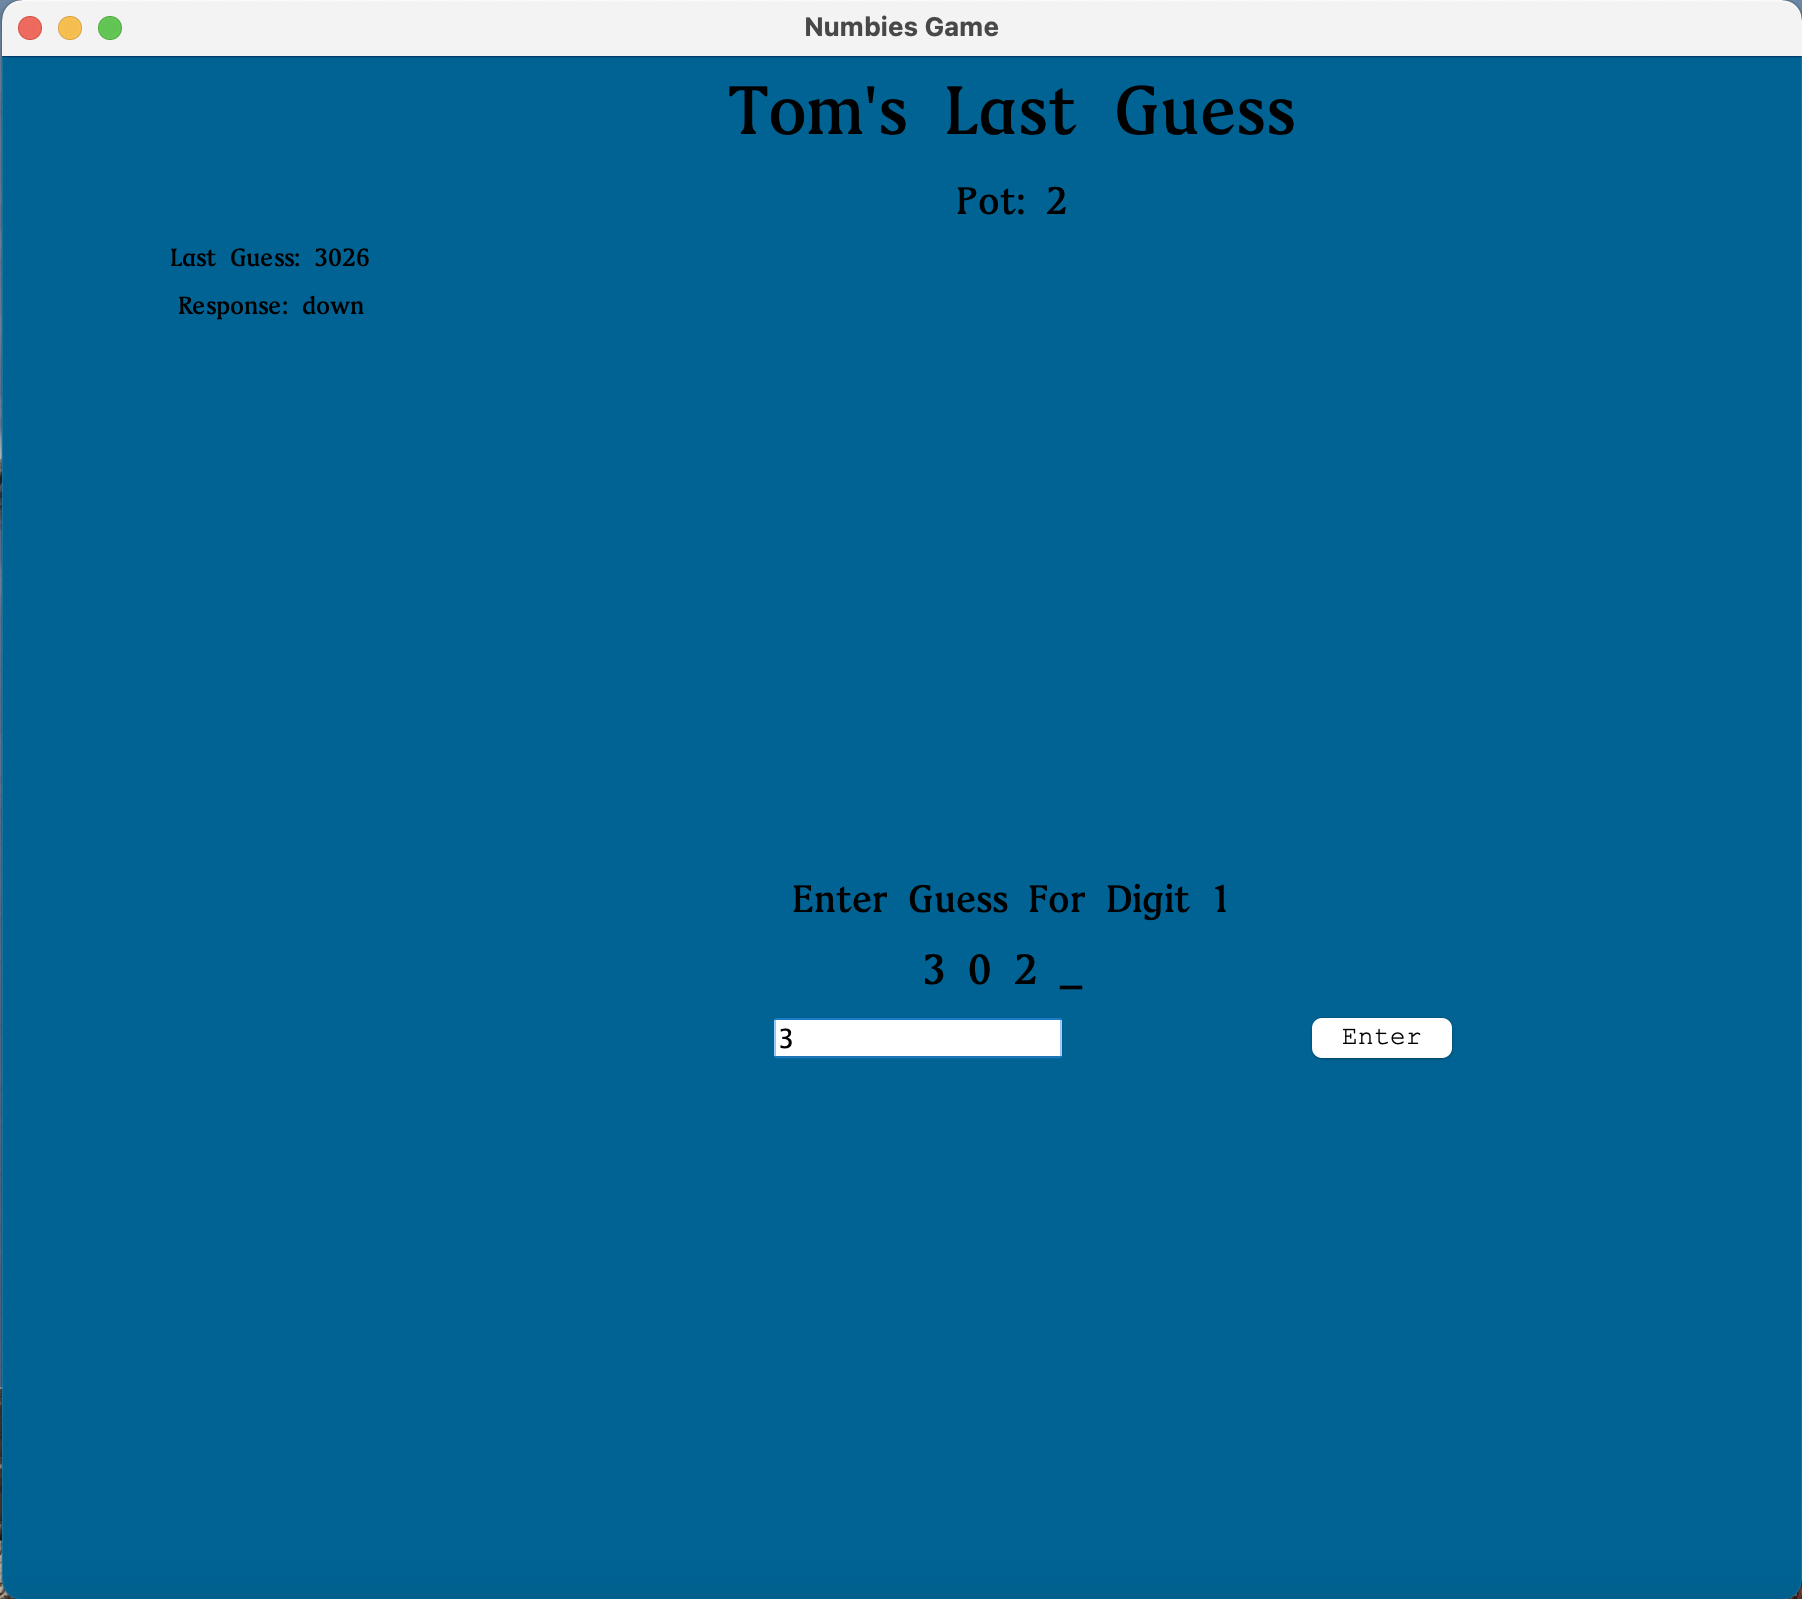 Numbies Game
Tom's Last Guess
Pot: 2
Last Guess: 3026
Response: down
Enter Guess For Digit 1
3 0 2 _
3
Enter